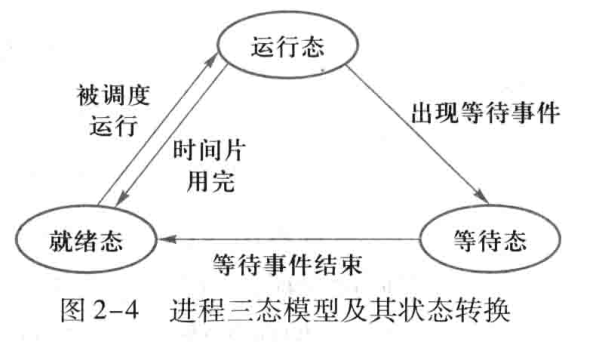 运行态
被调度
运行
出现等待事件
时间片
用完
就绪态
等待态
等待事件结束
图2-4 进程三态模型及其状态转换